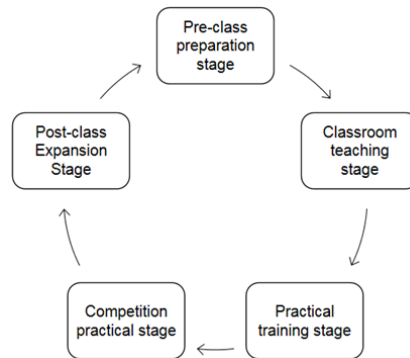 Pre-class
preparation
stage
Classroom
teaching
stage
Practical
training stage
Competition
practical stage
Post-class
Expansion
Stage